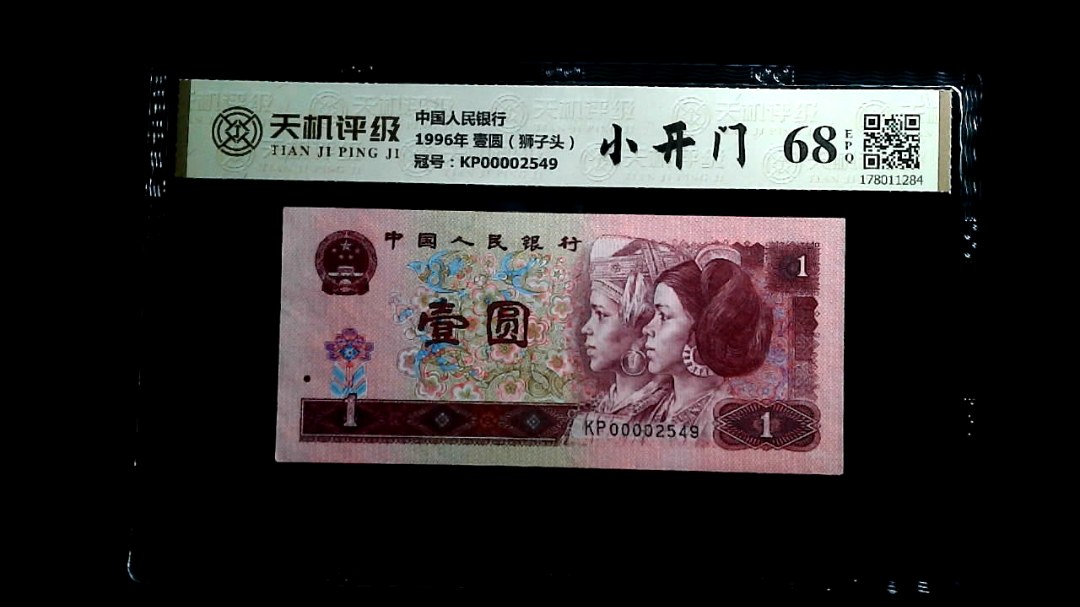 天机评级
TIAN JI PING JI
中国人民银行
1996年 壹圆（狮子头）
冠号：KP00002549
小开门
68
EPQ
178011284
中国人民银行
1
壹圆
1
KP00002549
1